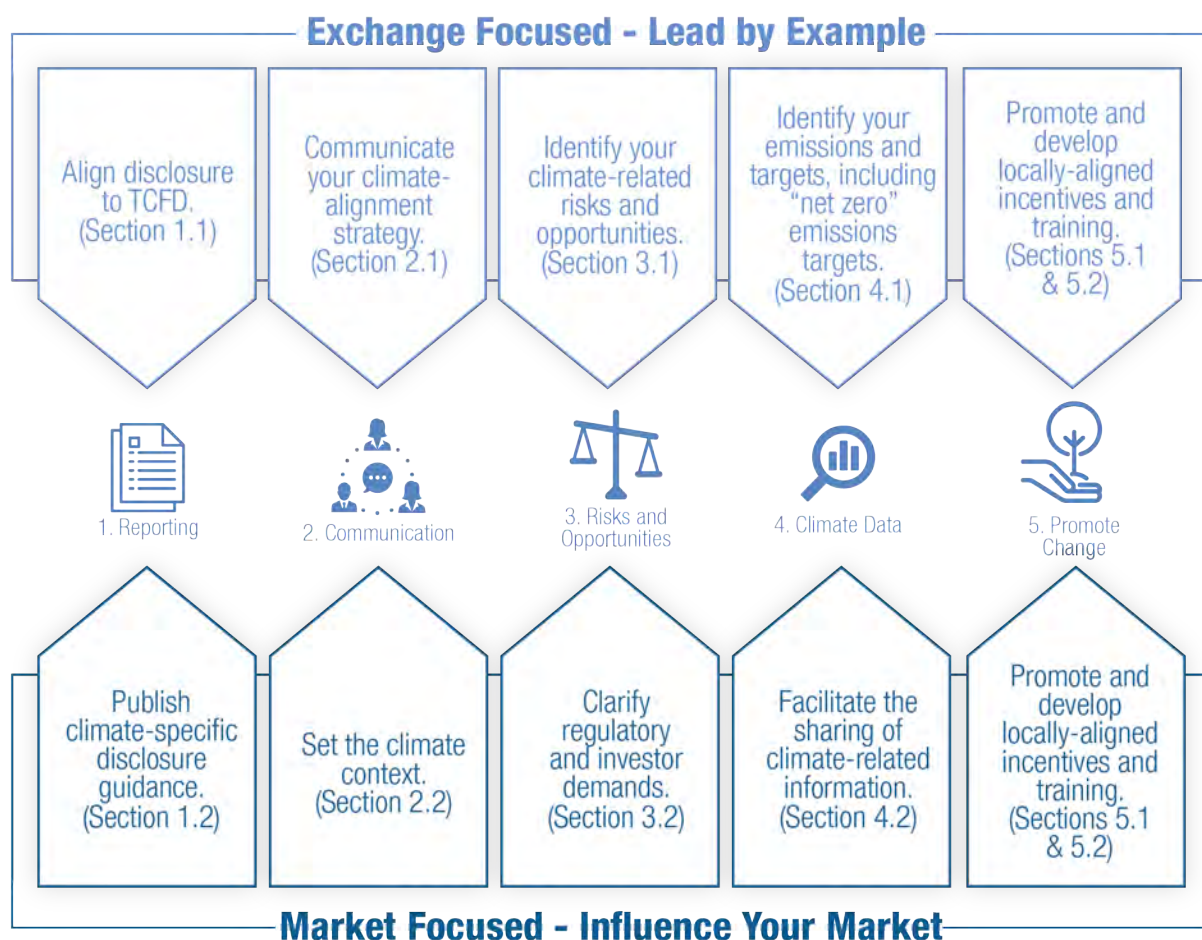 Exchange Focused - Lead by Example
Align disclosure
to TCFD.
(Section 1.1)
Communicate
your climate-
alignment
strategy.
(Section 2.1)
Identify your
climate-related
risks and
opportunities.
(Section 3.1)
Identify your
emissions and
targets, including
“net zero”
emissions
targets.
(Section 4.1)
Promote and
develop
locally-aligned
incentives and
training.
(Sections 5.1
& 5.2)
1. Reporting
2. Communication
3. Risks and
Opportunities
4. Climate Data
5. Promote
Change
Publish
climate-specific
disclosure
guidance.
(Section 1.2)
Set the climate
context.
(Section 2.2)
Clarify
regulatory
and investor
demands.
(Section 3.2)
Facilitate the
sharing of
climate-related
information.
(Section 4.2)
Promote and
develop
locally-aligned
incentives and
training.
(Sections 5.1
& 5.2)
Market Focused - Influence Your Market